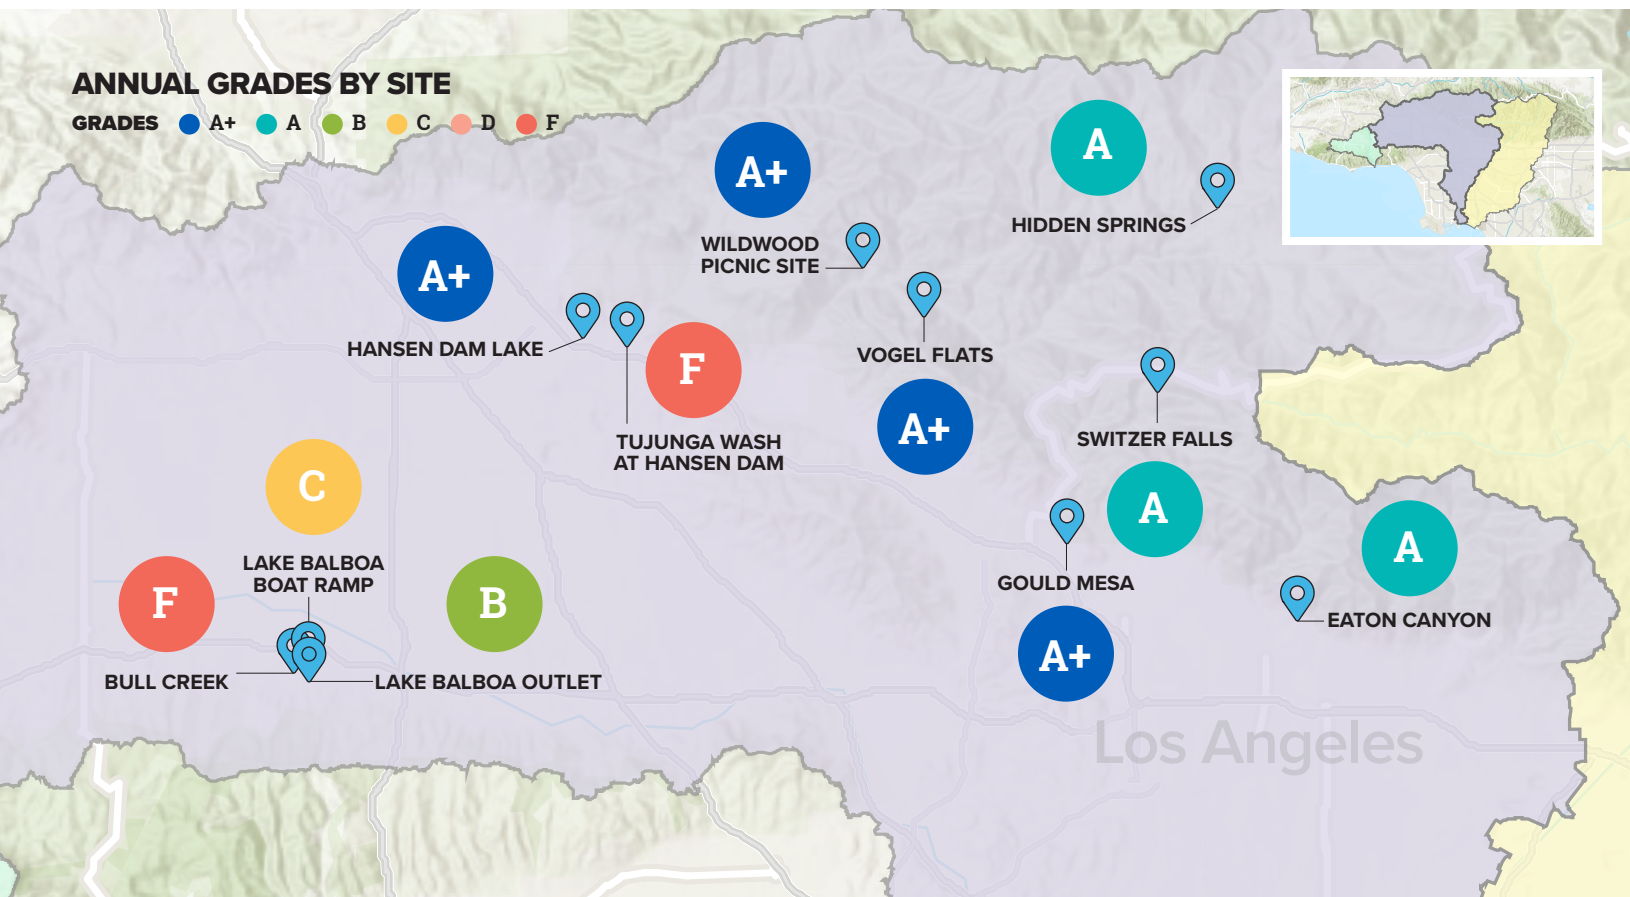 ANNUAL GRADES BY SITE
GRADES A+ A B C D F
A+
WILDWOOD
PICNIC SITE
A
HIDDEN SPRINGS
A+
HANSEN DAM LAKE
F
TUJUNGA WASH
AT HANSEN DAM
VOGEL FLATS
A+
SWITZER FALLS
A
C
LAKE BALBOA
BOAT RAMP
F
BULL CREEK
B
LAKE BALBOA OUTLET
GOULD MESA
A+
A
EATON CANYON
Los Angeles